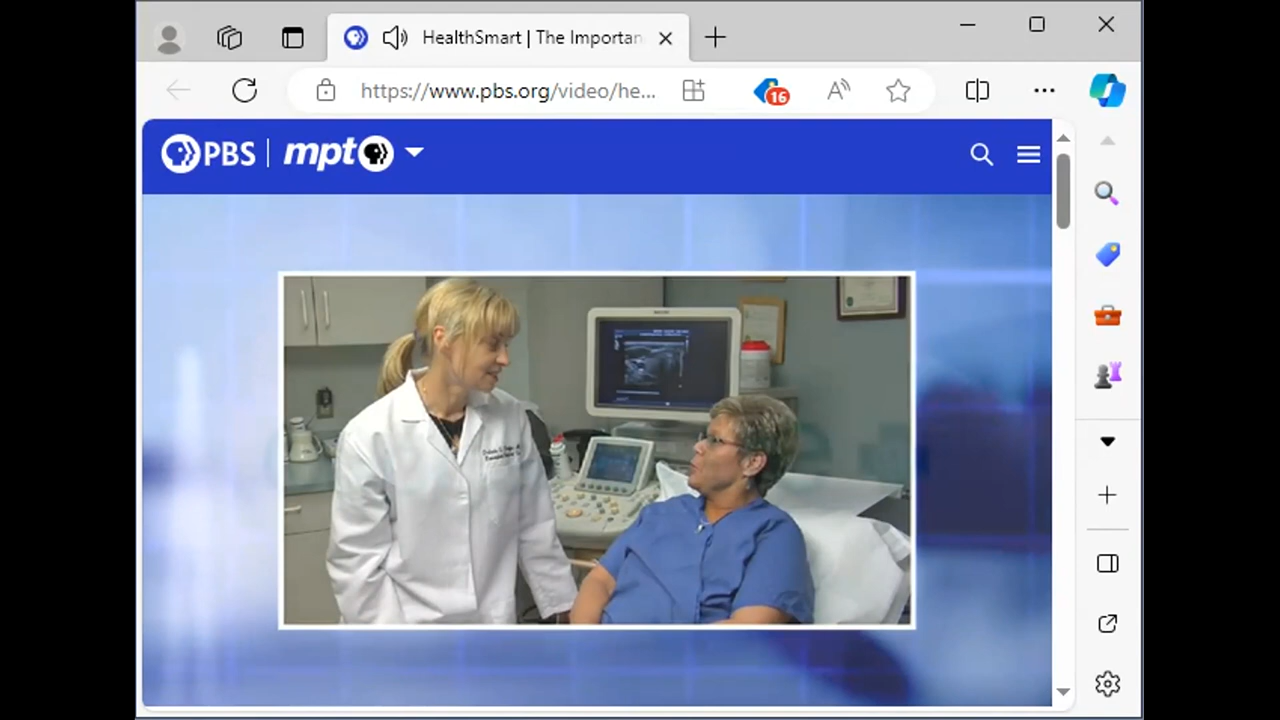 HealthSmart | The Importan
https://www.pbs.org/video/he...
16
PBS | mpt